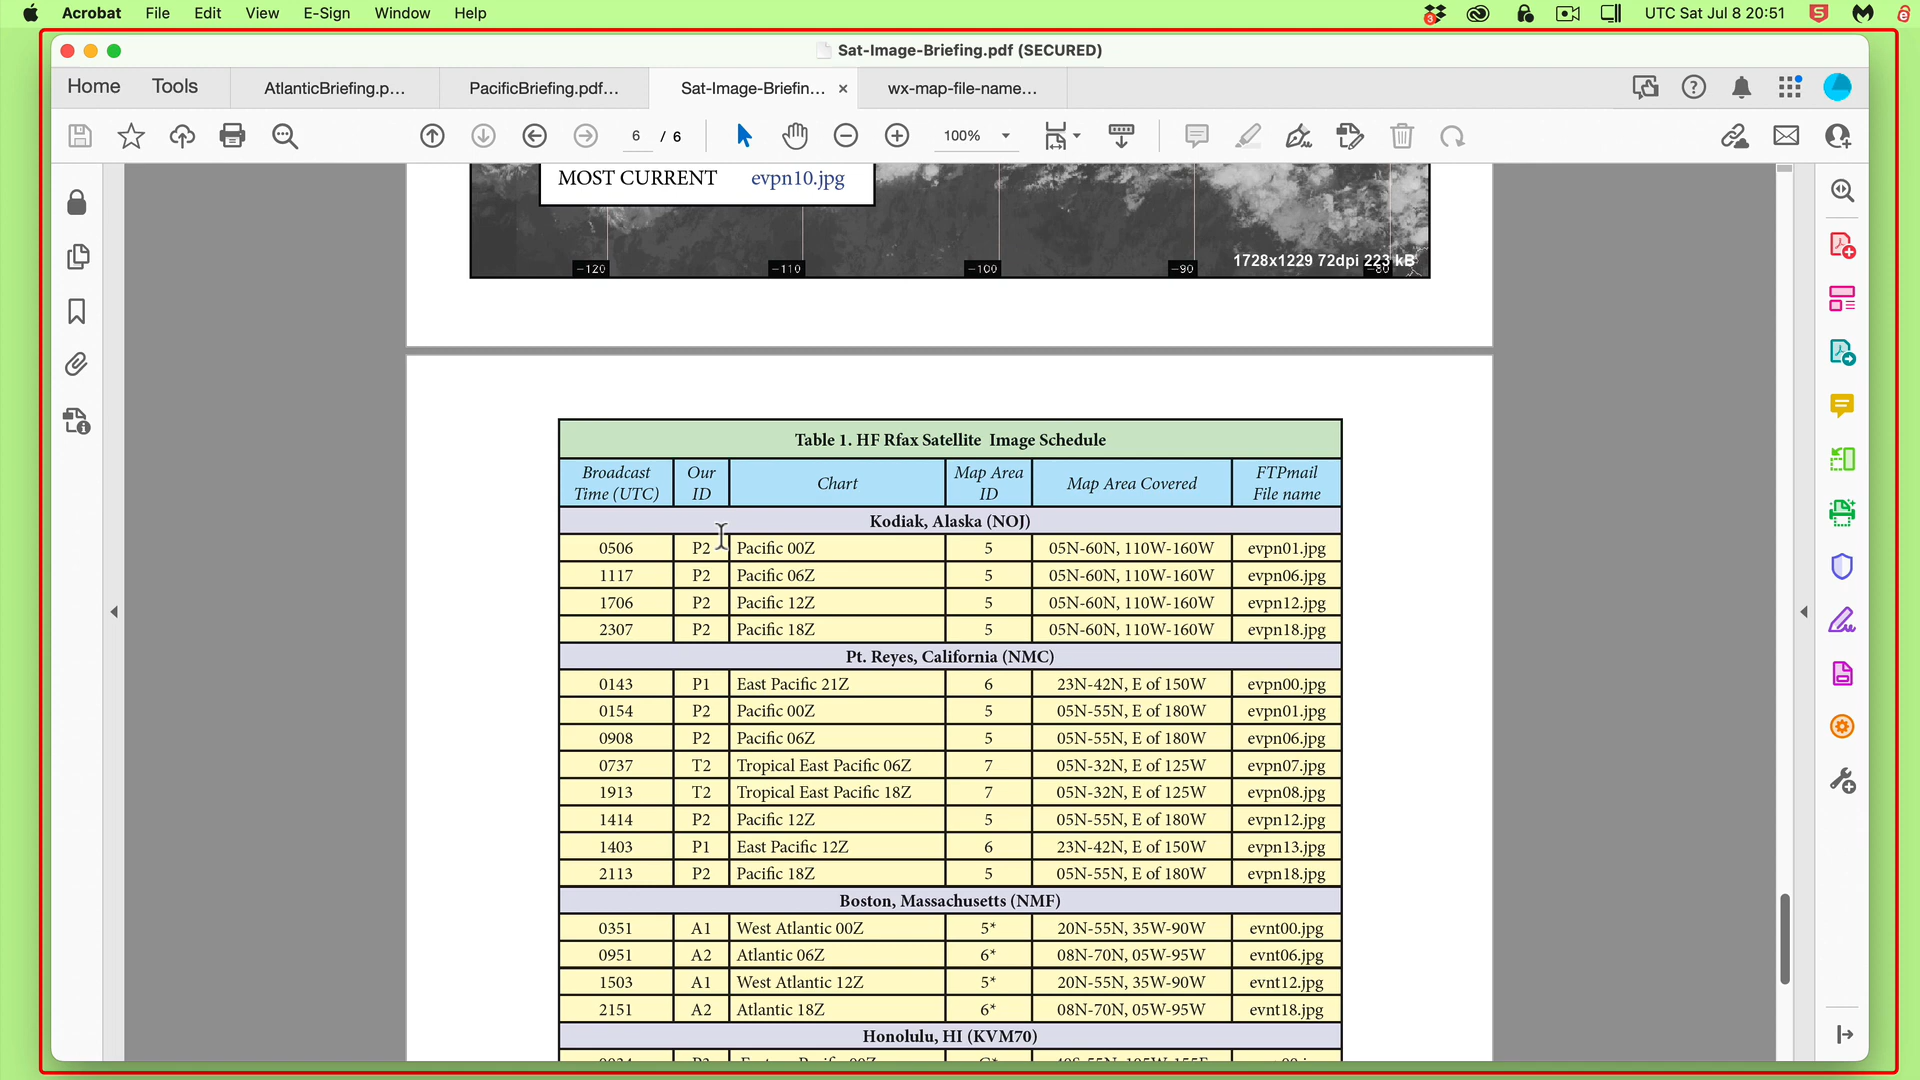 Acrobat File Edit View E-Sign Window Help 3 UTC Sat Jul 8 20:51
Sat-Image-Briefing.pdf (SECURED)
Home Tools AtlanticBriefing.p... PacificBriefing.pdf... Sat-Image-Briefin... × wx-map-file-name...
6 / 6 100%
MOST CURRENT evpn10.jpg
1728x1229 72dpi 223 kB
-120 -110 -100 -90 -80
Table 1. HF Rfax Satellite Image Schedule
Broadcast Time (UTC) Our ID Chart Map Area ID Map Area Covered FTPmail File name
Kodiak, Alaska (NOJ)
0506 P2 Pacific 00Z 5 05N-60N, 110W-160W evpn01.jpg
1117 P2 Pacific 06Z 5 05N-60N, 110W-160W evpn06.jpg
1706 P2 Pacific 12Z 5 05N-60N, 110W-160W evpn12.jpg
2307 P2 Pacific 18Z 5 05N-60N, 110W-160W evpn18.jpg
Pt. Reyes, California (NMC)
0143 P1 East Pacific 21Z 6 23N-42N, E of 150W evpn00.jpg
0154 P2 Pacific 00Z 5 05N-55N, E of 180W evpn01.jpg
0908 P2 Pacific 06Z 5 05N-55N, E of 180W evpn06.jpg
0737 T2 Tropical East Pacific 06Z 7 05N-32N, E of 125W evpn07.jpg
1913 T2 Tropical East Pacific 18Z 7 05N-32N, E of 125W evpn08.jpg
1414 P2 Pacific 12Z 5 05N-55N, E of 180W evpn12.jpg
1403 P1 East Pacific 12Z 6 23N-42N, E of 150W evpn13.jpg
2113 P2 Pacific 18Z 5 05N-55N, E of 180W evpn18.jpg
Boston, Massachusetts (NMF)
0351 A1 West Atlantic 00Z 5* 20N-55N, 35W-90W evnt00.jpg
0951 A2 Atlantic 06Z 6* 08N-70N, 05W-95W evnt06.jpg
1503 A1 West Atlantic 12Z 5* 20N-55N, 35W-90W evnt12.jpg
2151 A2 Atlantic 18Z 6* 08N-70N, 05W-95W evnt18.jpg
Honolulu, HI (KVM70)